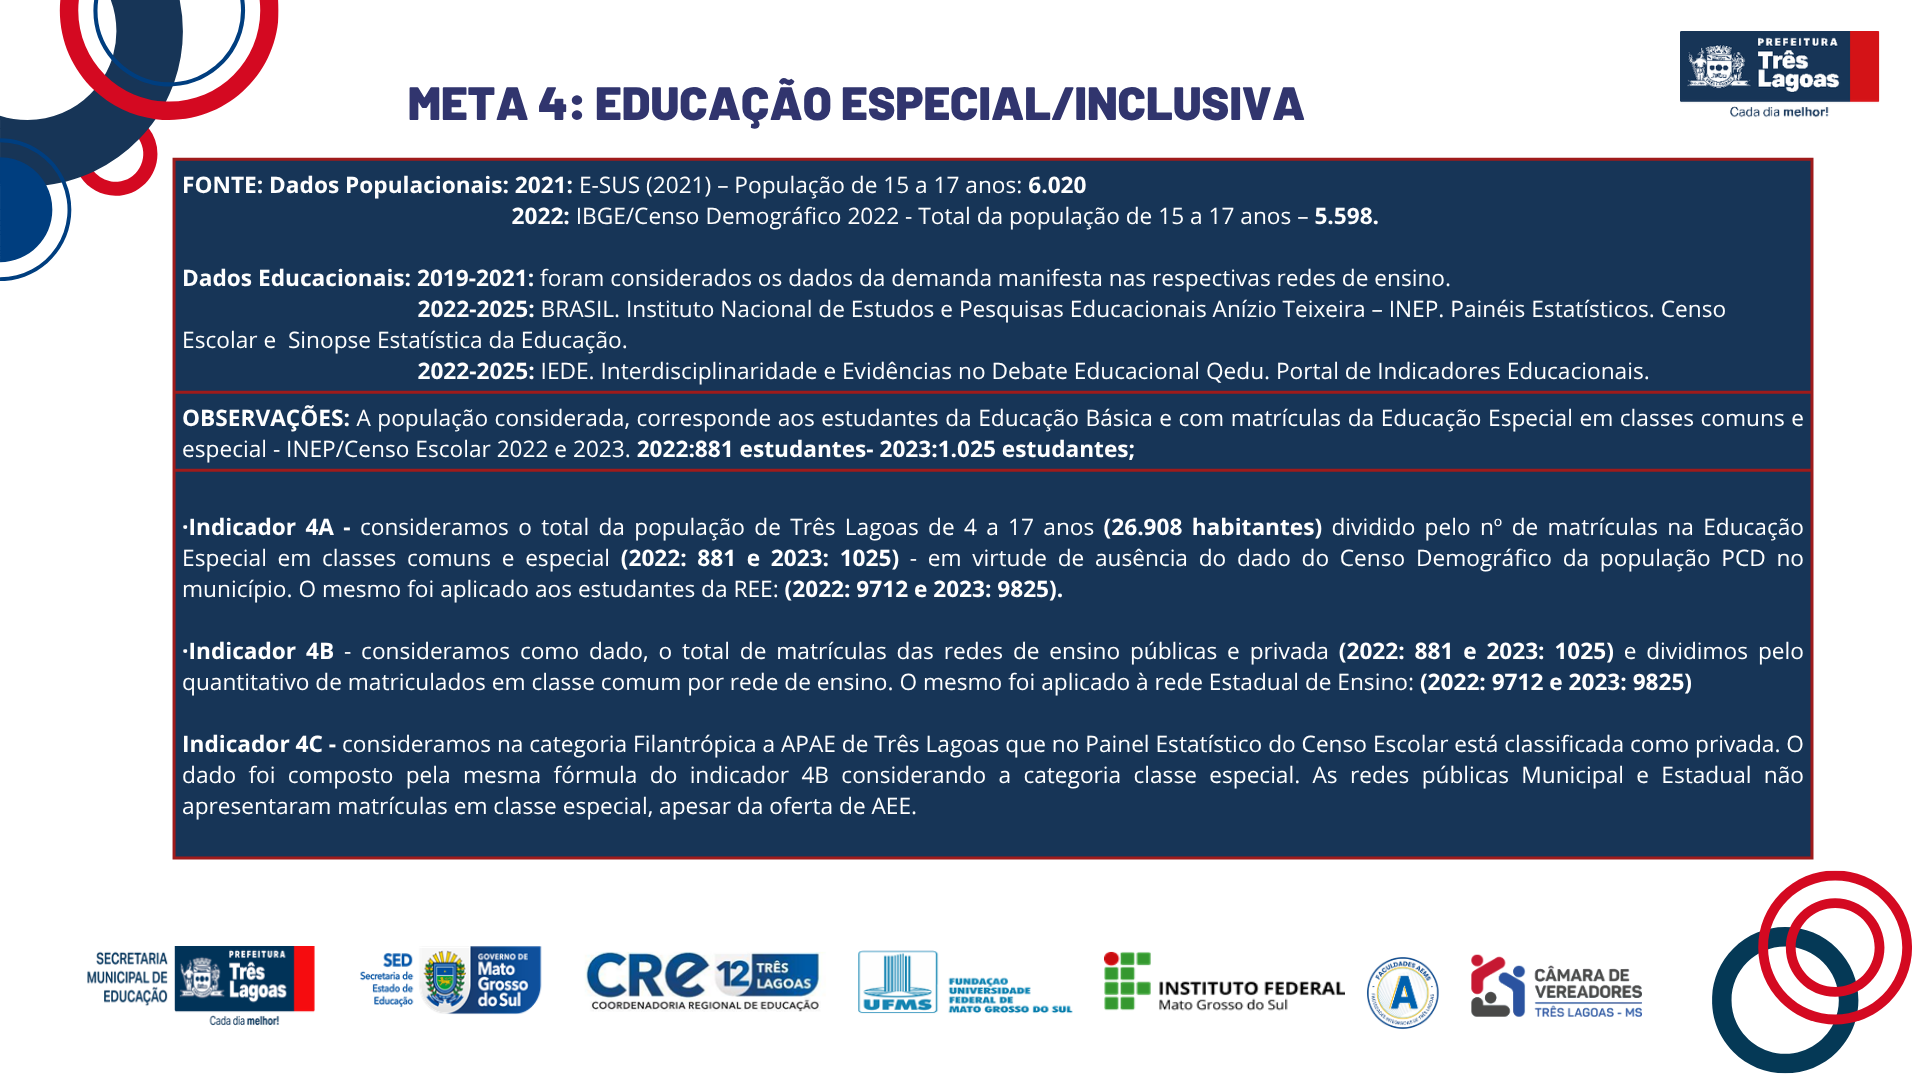 PREFEITURA
Três
Lagoas
Cada dia melhor!
META 4: EDUCAÇÃO ESPECIAL/INCLUSIVA
FONTE: Dados Populacionais: 2021: E-SUS (2021) – População de 15 a 17 anos: 6.020
2022: IBGE/Censo Demográfico 2022 - Total da população de 15 a 17 anos – 5.598.
Dados Educacionais: 2019-2021: foram considerados os dados da demanda manifesta nas respectivas redes de ensino.
2022-2025: BRASIL. Instituto Nacional de Estudos e Pesquisas Educacionais Anízio Teixeira – INEP. Painéis Estatísticos. Censo
Escolar e  Sinopse Estatística da Educação.
2022-2025: IEDE. Interdisciplinaridade e Evidências no Debate Educacional Qedu. Portal de Indicadores Educacionais.
OBSERVAÇÕES: A população considerada, corresponde aos estudantes da Educação Básica e com matrículas da Educação Especial em classes comuns e
especial - INEP/Censo Escolar 2022 e 2023. 2022:881 estudantes- 2023:1.025 estudantes;
·Indicador 4A - consideramos o total da população de Três Lagoas de 4 a 17 anos (26.908 habitantes) dividido pelo nº de matrículas na Educação
Especial em classes comuns e especial (2022: 881 e 2023: 1025) - em virtude de ausência do dado do Censo Demográfico da população PCD no
município. O mesmo foi aplicado aos estudantes da REE: (2022: 9712 e 2023: 9825).
·Indicador 4B - consideramos como dado, o total de matrículas das redes de ensino públicas e privada (2022: 881 e 2023: 1025) e dividimos pelo
quantitativo de matriculados em classe comum por rede de ensino. O mesmo foi aplicado à rede Estadual de Ensino: (2022: 9712 e 2023: 9825)
Indicador 4C - consideramos na categoria Filantrópica a APAE de Três Lagoas que no Painel Estatístico do Censo Escolar está classificada como privada. O
dado foi composto pela mesma fórmula do indicador 4B considerando a categoria classe especial. As redes públicas Municipal e Estadual não
apresentaram matrículas em classe especial, apesar da oferta de AEE.
SECRETARIA
MUNICIPAL DE
EDUCAÇÃO
PREFEITURA
Três
Lagoas
Cada dia melhor!
SED
Secretaria de
Estado de
Educação
GOVERNO DE
Mato
Grosso
do Sul
CRE 12 TRÊS
LAGOAS
COORDENADORIA REGIONAL DE EDUCAÇÃO
UFMS
FUNDAÇAO
UNIVERSIDADE
FEDERAL DE
MATO GROSSO DO SUL
INSTITUTO FEDERAL
Mato Grosso do Sul
FACULDADES AEMS
A
CÂMARA DE
VEREADORES
TRÊS LAGOAS - MS